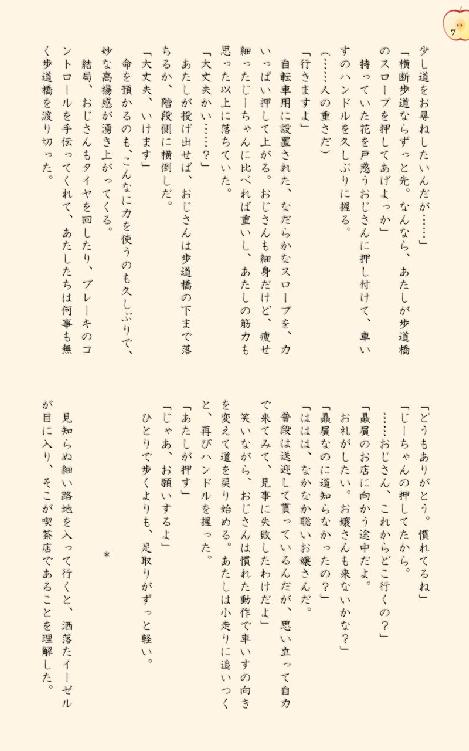 7
少し道をお尋ねしたいんだが……」
「横断歩道ならずっと先。なんなら、あたしが歩道橋
のスロープを押してあげよっか」
　持っていた花を戸惑うおじさんに押し付けて、車い
すのハンドルを久しぶりに握る。
（……人の重さだ）
「行きますよ」
　自転車用に設置された、なだらかなスロープを、力
いっぱい押して上がる。おじさんも細身だけど、痩せ
細ったじーちゃんに比べれば重いし、あたしの筋力も
思った以上に落ちていた。
「大丈夫かい……？」
　あたしが投げ出せば、おじさんは歩道橋の下まで落
ちるか、階段側に横倒しだ。
「大丈夫、いけます」
　命を預かるのも、こんなに力を使うのも久しぶりで、
妙な高揚感が湧き上がってくる。
　結局、おじさんもタイヤを回したり、ブレーキのコ
ントロールを手伝ってくれて、あたしたちは何事も無
く歩道橋を渡り切った。
「どうもありがとう。慣れてるね」
「じーちゃんの押してたから。
……おじさん、これからどこ行くの？」
「贔屓のお店に向かう途中だよ。
お礼がしたい。お嬢さんも来ないかな？」
「贔屓なのに道知らなかったの？」
「ははは、なかなか聡いお嬢さんだ。
　普段は送迎して貰っているんだが、思い立って自力
で来てみて、見事に失敗したわけだよ」
　笑いながら、おじさんは慣れた動作で車いすの向き
を変えて道を戻り始める。あたしは小走りに追いつく
と、再びハンドルを握った。
「あたしが押す」
「じゃあ、お願いするよ」
　ひとりで歩くよりも、足取りがずっと軽い。
＊
　見知らぬ細い路地を入って行くと、洒落たイーゼル
が目に入り、そこが喫茶店であることを理解した。